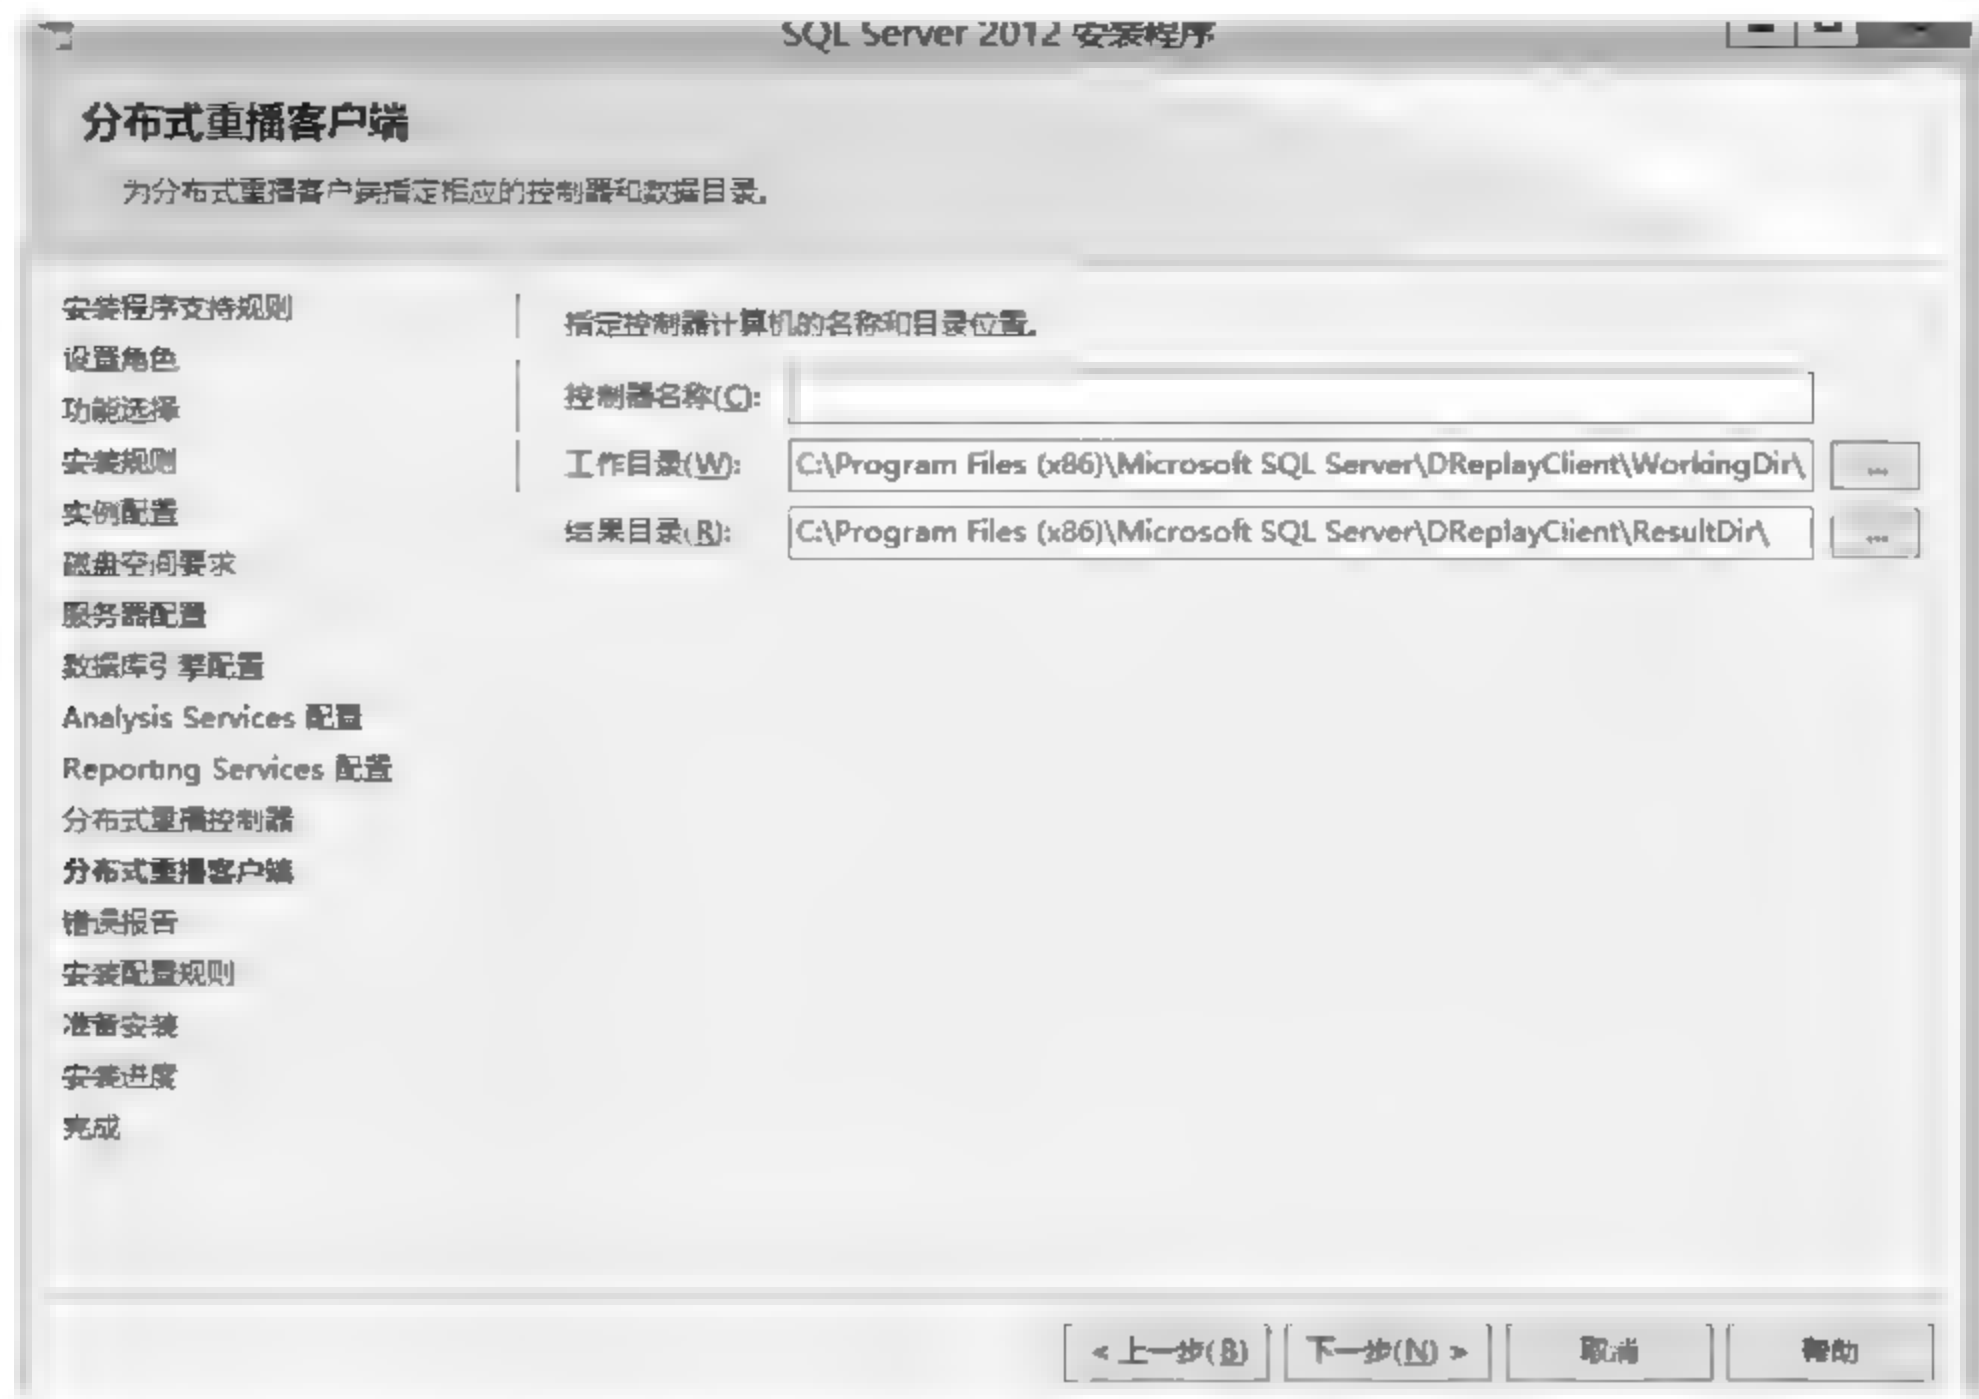 SQL Server 2012 安装程序
分布式重播客户端
为分布式重播客户端指定相应的控制器和数据目录。
安装程序支持规则
设置角色
功能选择
安装规则
实例配置
磁盘空间要求
服务器配置
数据库引擎配置
Analysis Services 配置
Reporting Services 配置
分布式重播控制器
分布式重播客户端
错误报告
安装配置规则
准备安装
安装进度
完成
指定控制器计算机的名称和目录位置。
控制器名称(C):
工作目录(W): C:\Program Files (x86)\Microsoft SQL Server\DReplayClient\WorkingDir\ ...
结果目录(R): C:\Program Files (x86)\Microsoft SQL Server\DReplayClient\ResultDir\ ...
< 上一步(B) 下一步(N) > 取消 帮助